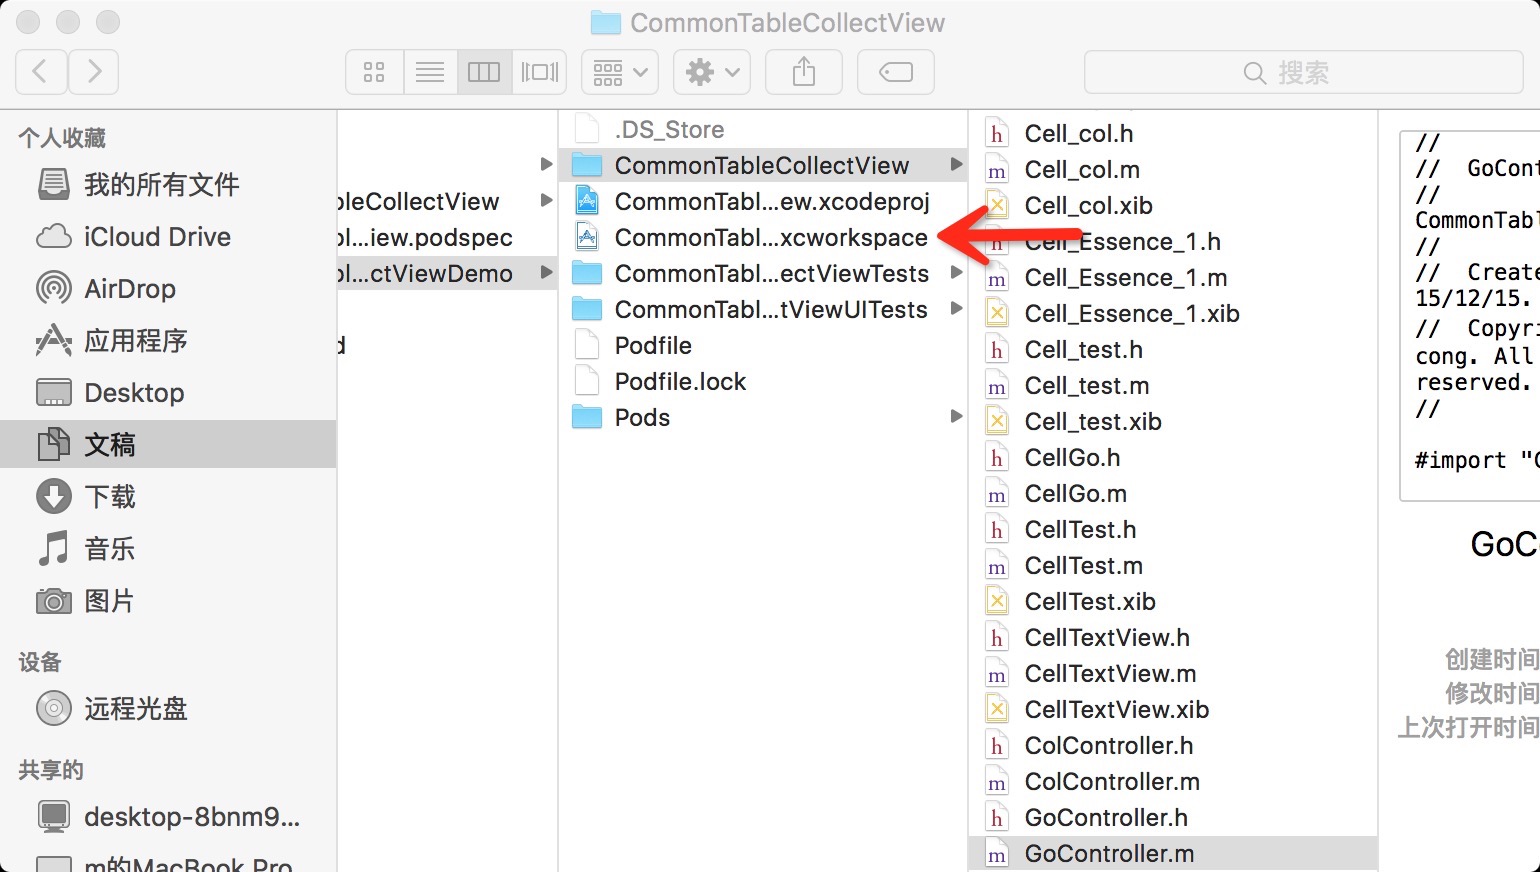 CommonTableCollectView
搜索
个人收藏
我的所有文件
iCloud Drive
AirDrop
应用程序
Desktop
文稿
下载
音乐
图片
设备
远程光盘
共享的
desktop-8bnm9...
m的MacBook Pro
bleCollectView
ol...iew.podspec
ol...ctViewDemo
d
.DS_Store
CommonTableCollectView
CommonTabl...ew.xcodeproj
CommonTabl...xcworkspace
CommonTabl...ectViewTests
CommonTabl...tViewUITests
Podfile
Podfile.lock
Pods
Cell_col.h
Cell_col.m
Cell_col.xib
Cell_Essence_1.h
Cell_Essence_1.m
Cell_Essence_1.xib
Cell_test.h
Cell_test.m
Cell_test.xib
CellGo.h
CellGo.m
CellTest.h
CellTest.m
CellTest.xib
CellTextView.h
CellTextView.m
CellTextView.xib
ColController.h
ColController.m
GoController.h
GoController.m
//
// GoCont
//
CommonTabl
//
// Create
15/12/15.
// Copyri
cong. All
reserved.
//
#import "C
GoCo
创建时间
修改时间
上次打开时间